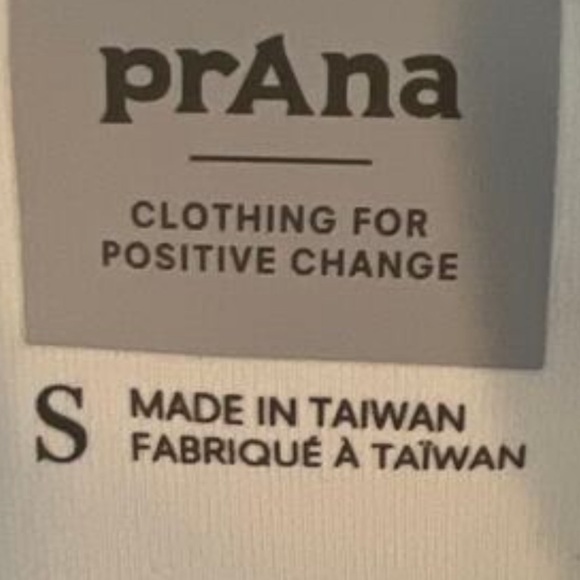 prAna
CLOTHING FOR
POSITIVE CHANGE
S
MADE IN TAIWAN
FABRIQUÉ À TAÏWAN